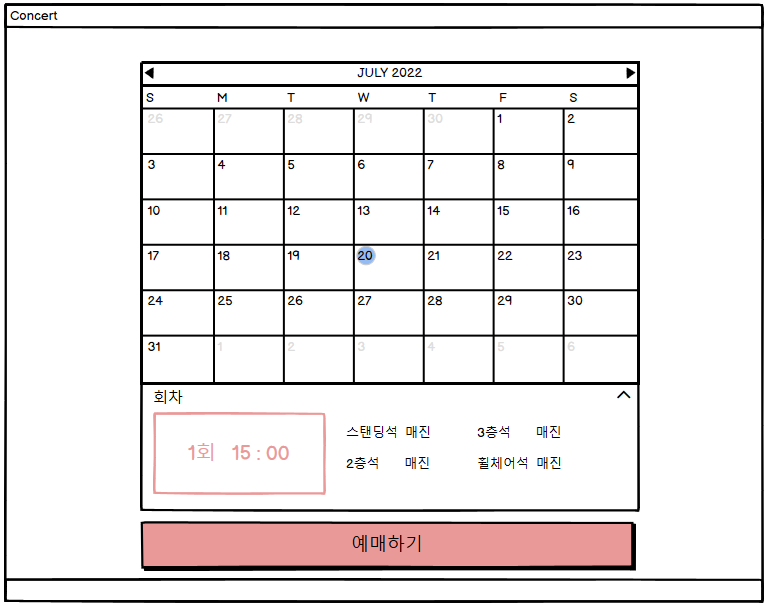 Concert
JULY 2022
S M T W T F S
26 27 28 29 30 1 2
3 4 5 6 7 8 9
10 11 12 13 14 15 16
17 18 19 20 21 22 23
24 25 26 27 28 29 30
31 1 2 3 4 5 6
회차
1회 15 : 00
스탠딩석 매진 3층석 매진
2층석 매진 휠체어석 매진
예매하기